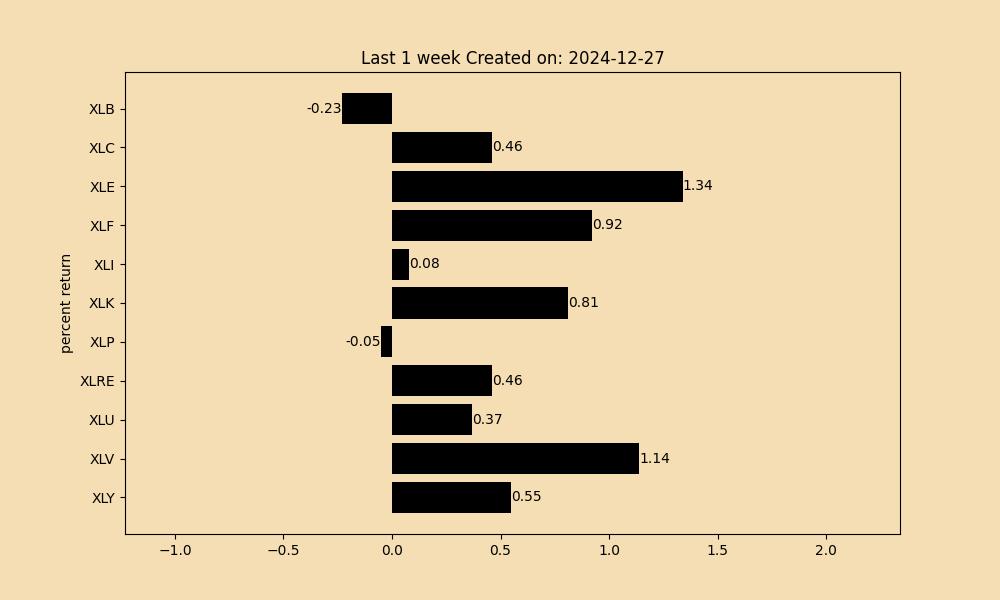 Last 1 week Created on: 2024-12-27
percent return
XLB -0.23
XLC 0.46
XLE 1.34
XLF 0.92
XLI 0.08
XLK 0.81
XLP -0.05
XLRE 0.46
XLU 0.37
XLV 1.14
XLY 0.55
−1.0 −0.5 0.0 0.5 1.0 1.5 2.0